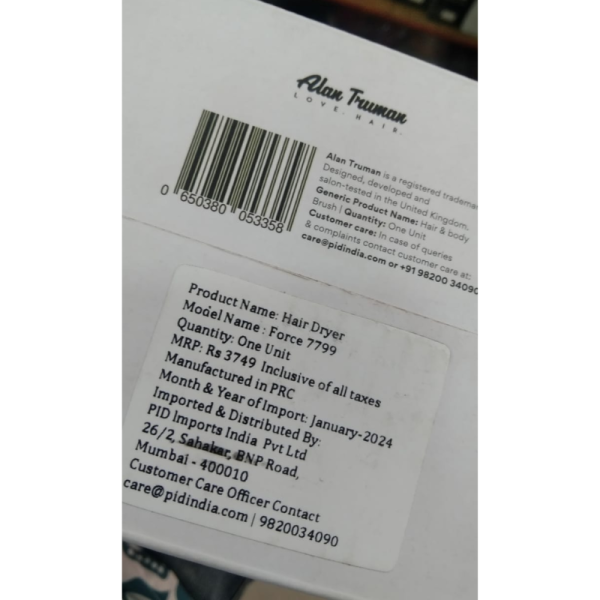 Alan Truman
LOVE. HAIR.
0 650380 053358
Alan Truman is a registered trademar
Designed, developed and
salon-tested in the United Kingdom.
Generic Product Name: Hair & body
Brush | Quantity: One Unit
Customer care: In case of queries
& complaints contact customer care at:
care@pidindia.com or +91 98200 34090
Product Name: Hair Dryer
Model Name : Force 7799
Quantity: One Unit
MRP: Rs 3749 Inclusive of all taxes
Manufactured in PRC
Month & Year of Import: January-2024
Imported & Distributed By:
PID Imports India Pvt Ltd
26/2, Sahakar, BNP Road,
Mumbai - 400010
Customer Care Officer Contact
care@pidindia.com | 9820034090